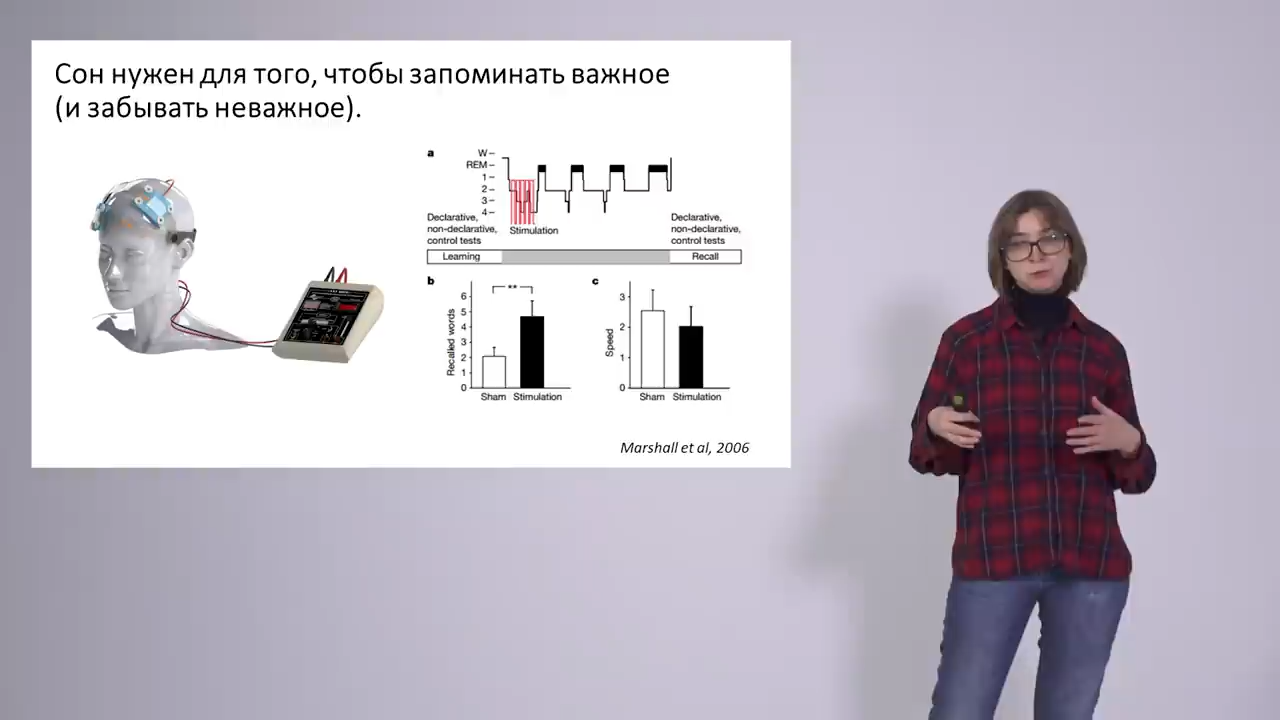 Сон нужен для того, чтобы запоминать важное
(и забывать неважное).
a
W
REM
1
2
3
4
Declarative,
non-declarative,
control tests
Stimulation
Declarative,
non-declarative,
control tests
Learning
Recall
b
**
6
5
4
3
2
1
0
Recalled words
Sham Stimulation
c
3
2
1
0
Speed
Sham Stimulation
Marshall et al, 2006